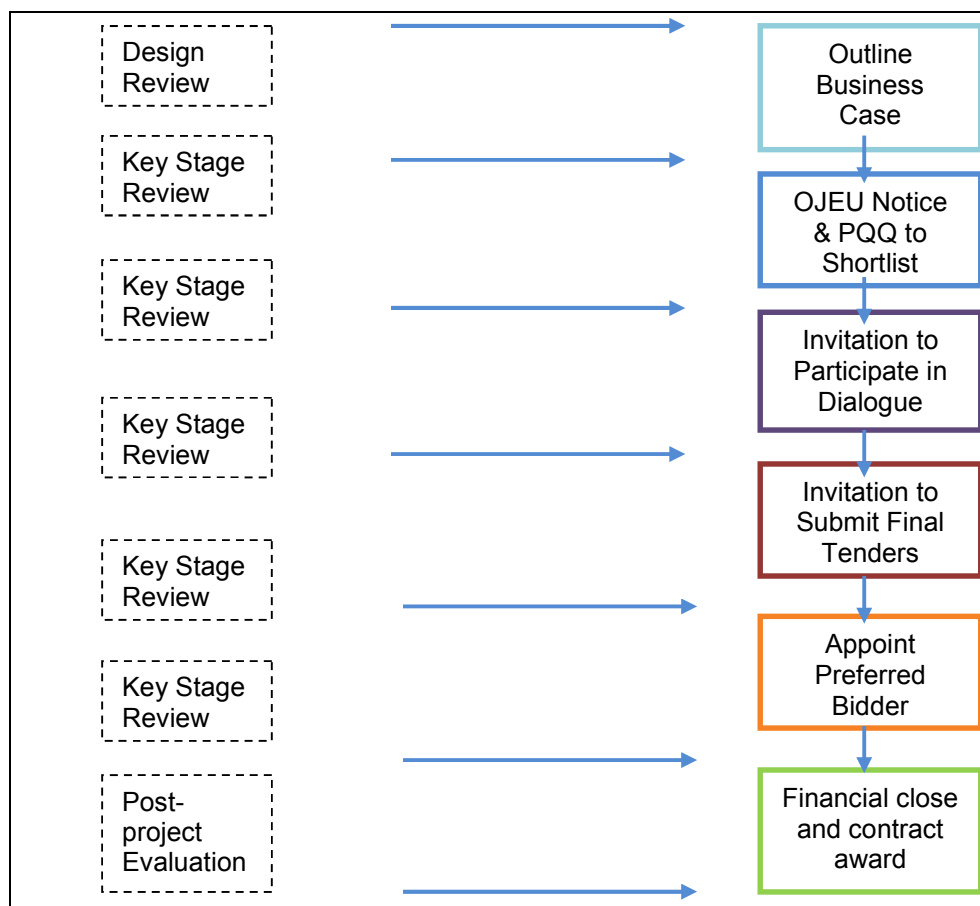 Design
Review
Outline
Business
Case
Key Stage
Review
OJEU Notice
& PQQ to
Shortlist
Key Stage
Review
Invitation to
Participate in
Dialogue
Key Stage
Review
Invitation to
Submit Final
Tenders
Key Stage
Review
Appoint
Preferred
Bidder
Key Stage
Review
Post-
project
Evaluation
Financial close
and contract
award